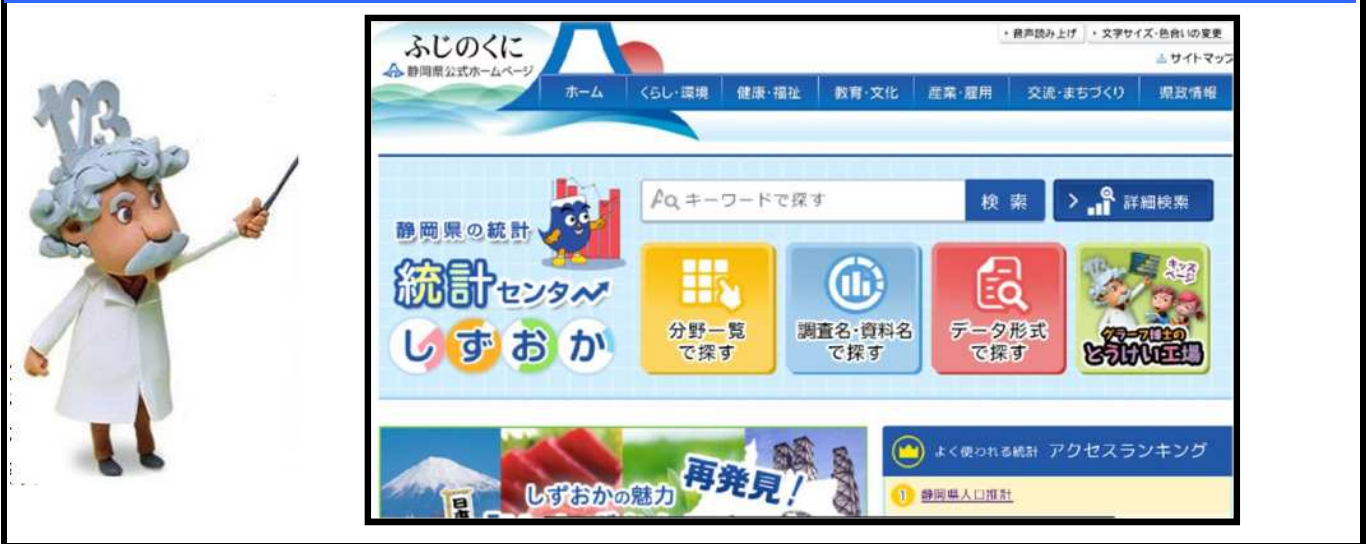 123
ふじのくに
静岡県公式ホームページ
音声読み上げ
文字サイズ・色合いの変更
サイトマップ
ホーム
くらし・環境
健康・福祉
教育・文化
産業・雇用
交流・まちづくり
県政情報
静岡県の統計
統計センター
しずおか
キーワードで探す
検索
詳細検索
分野一覧
で探す
調査名・資料名
で探す
データ形式
で探す
キッズ
ページ
グラーフ博士の
とうけい工場
しずおかの魅力
再発見!
よく使われる統計 アクセスランキング
1 静岡県人口推計